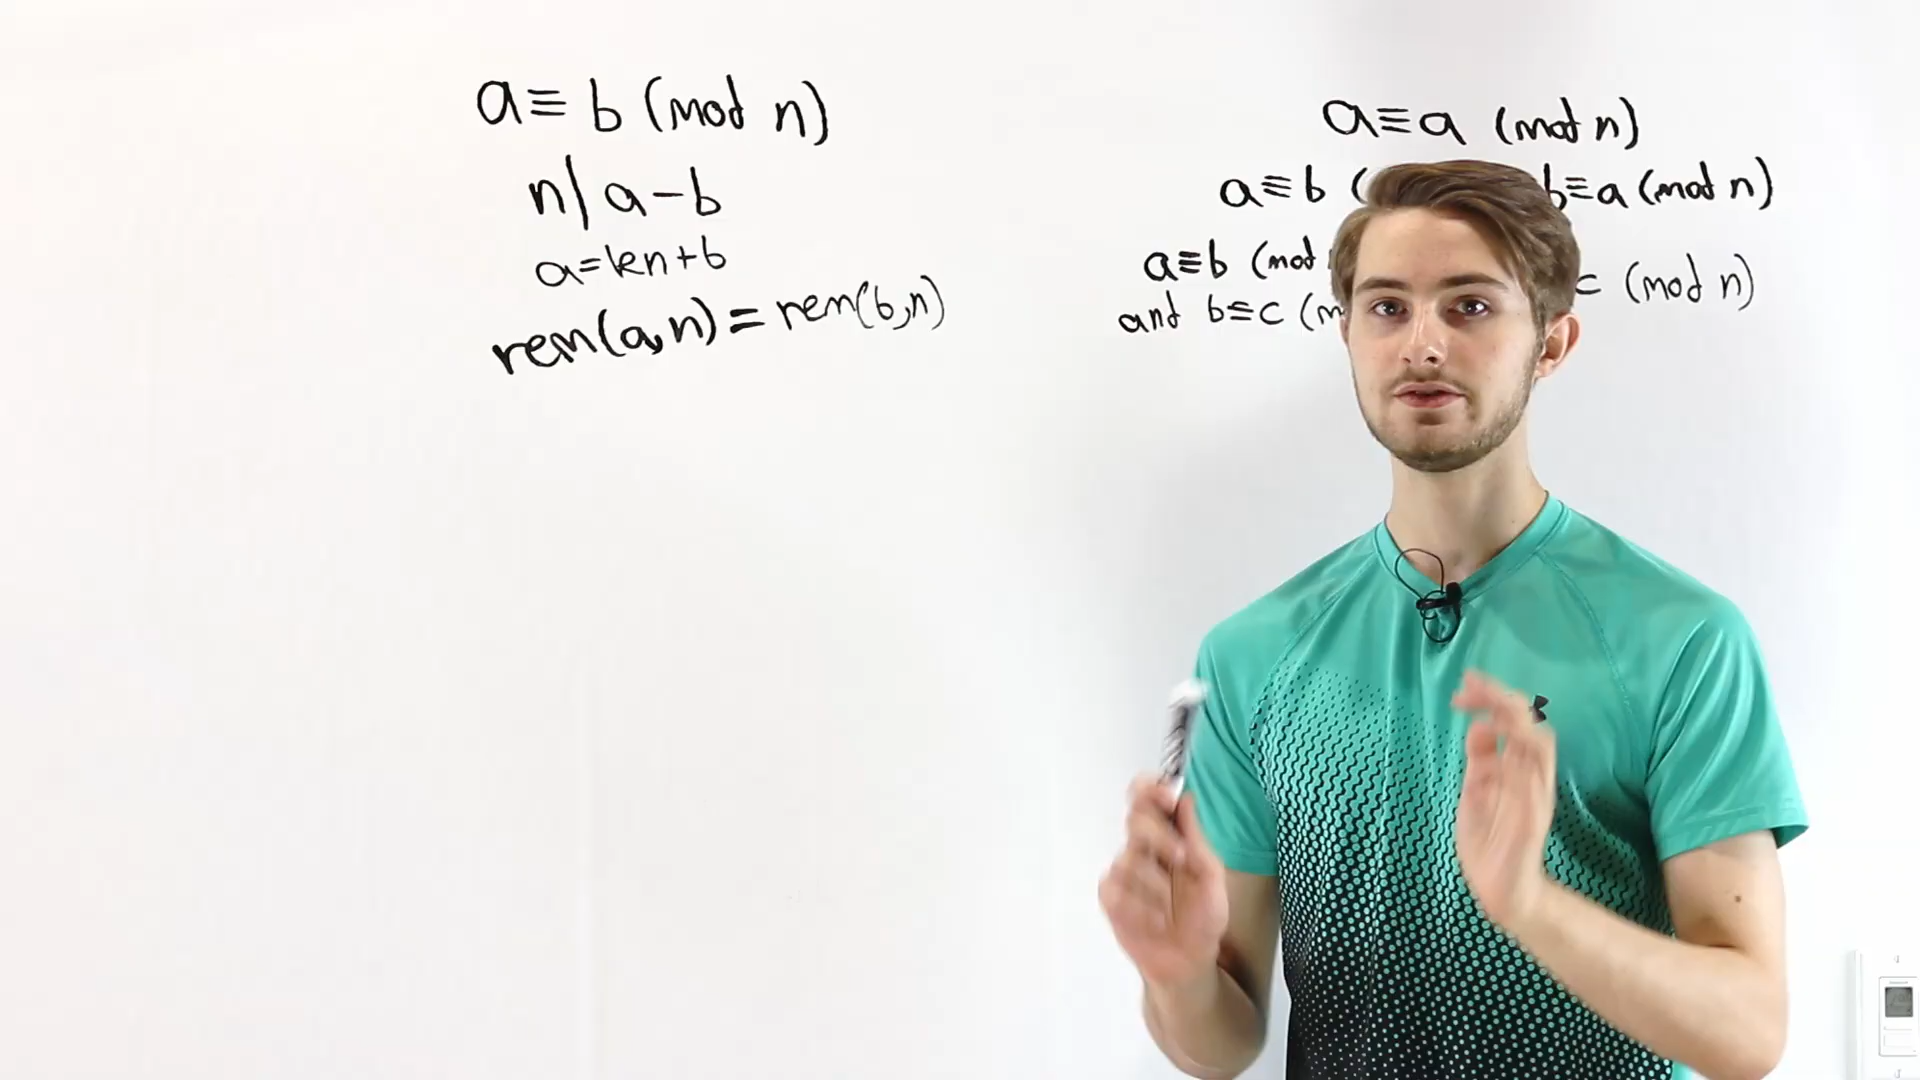 a≡ b (mod n)
n| a-b
a=kn+b
rem(a,n) = rem(b,n)
a≡a (mod n)
a≡b ( b≡a (mod n)
a≡b (mod c (mod n)
and b≡c (m